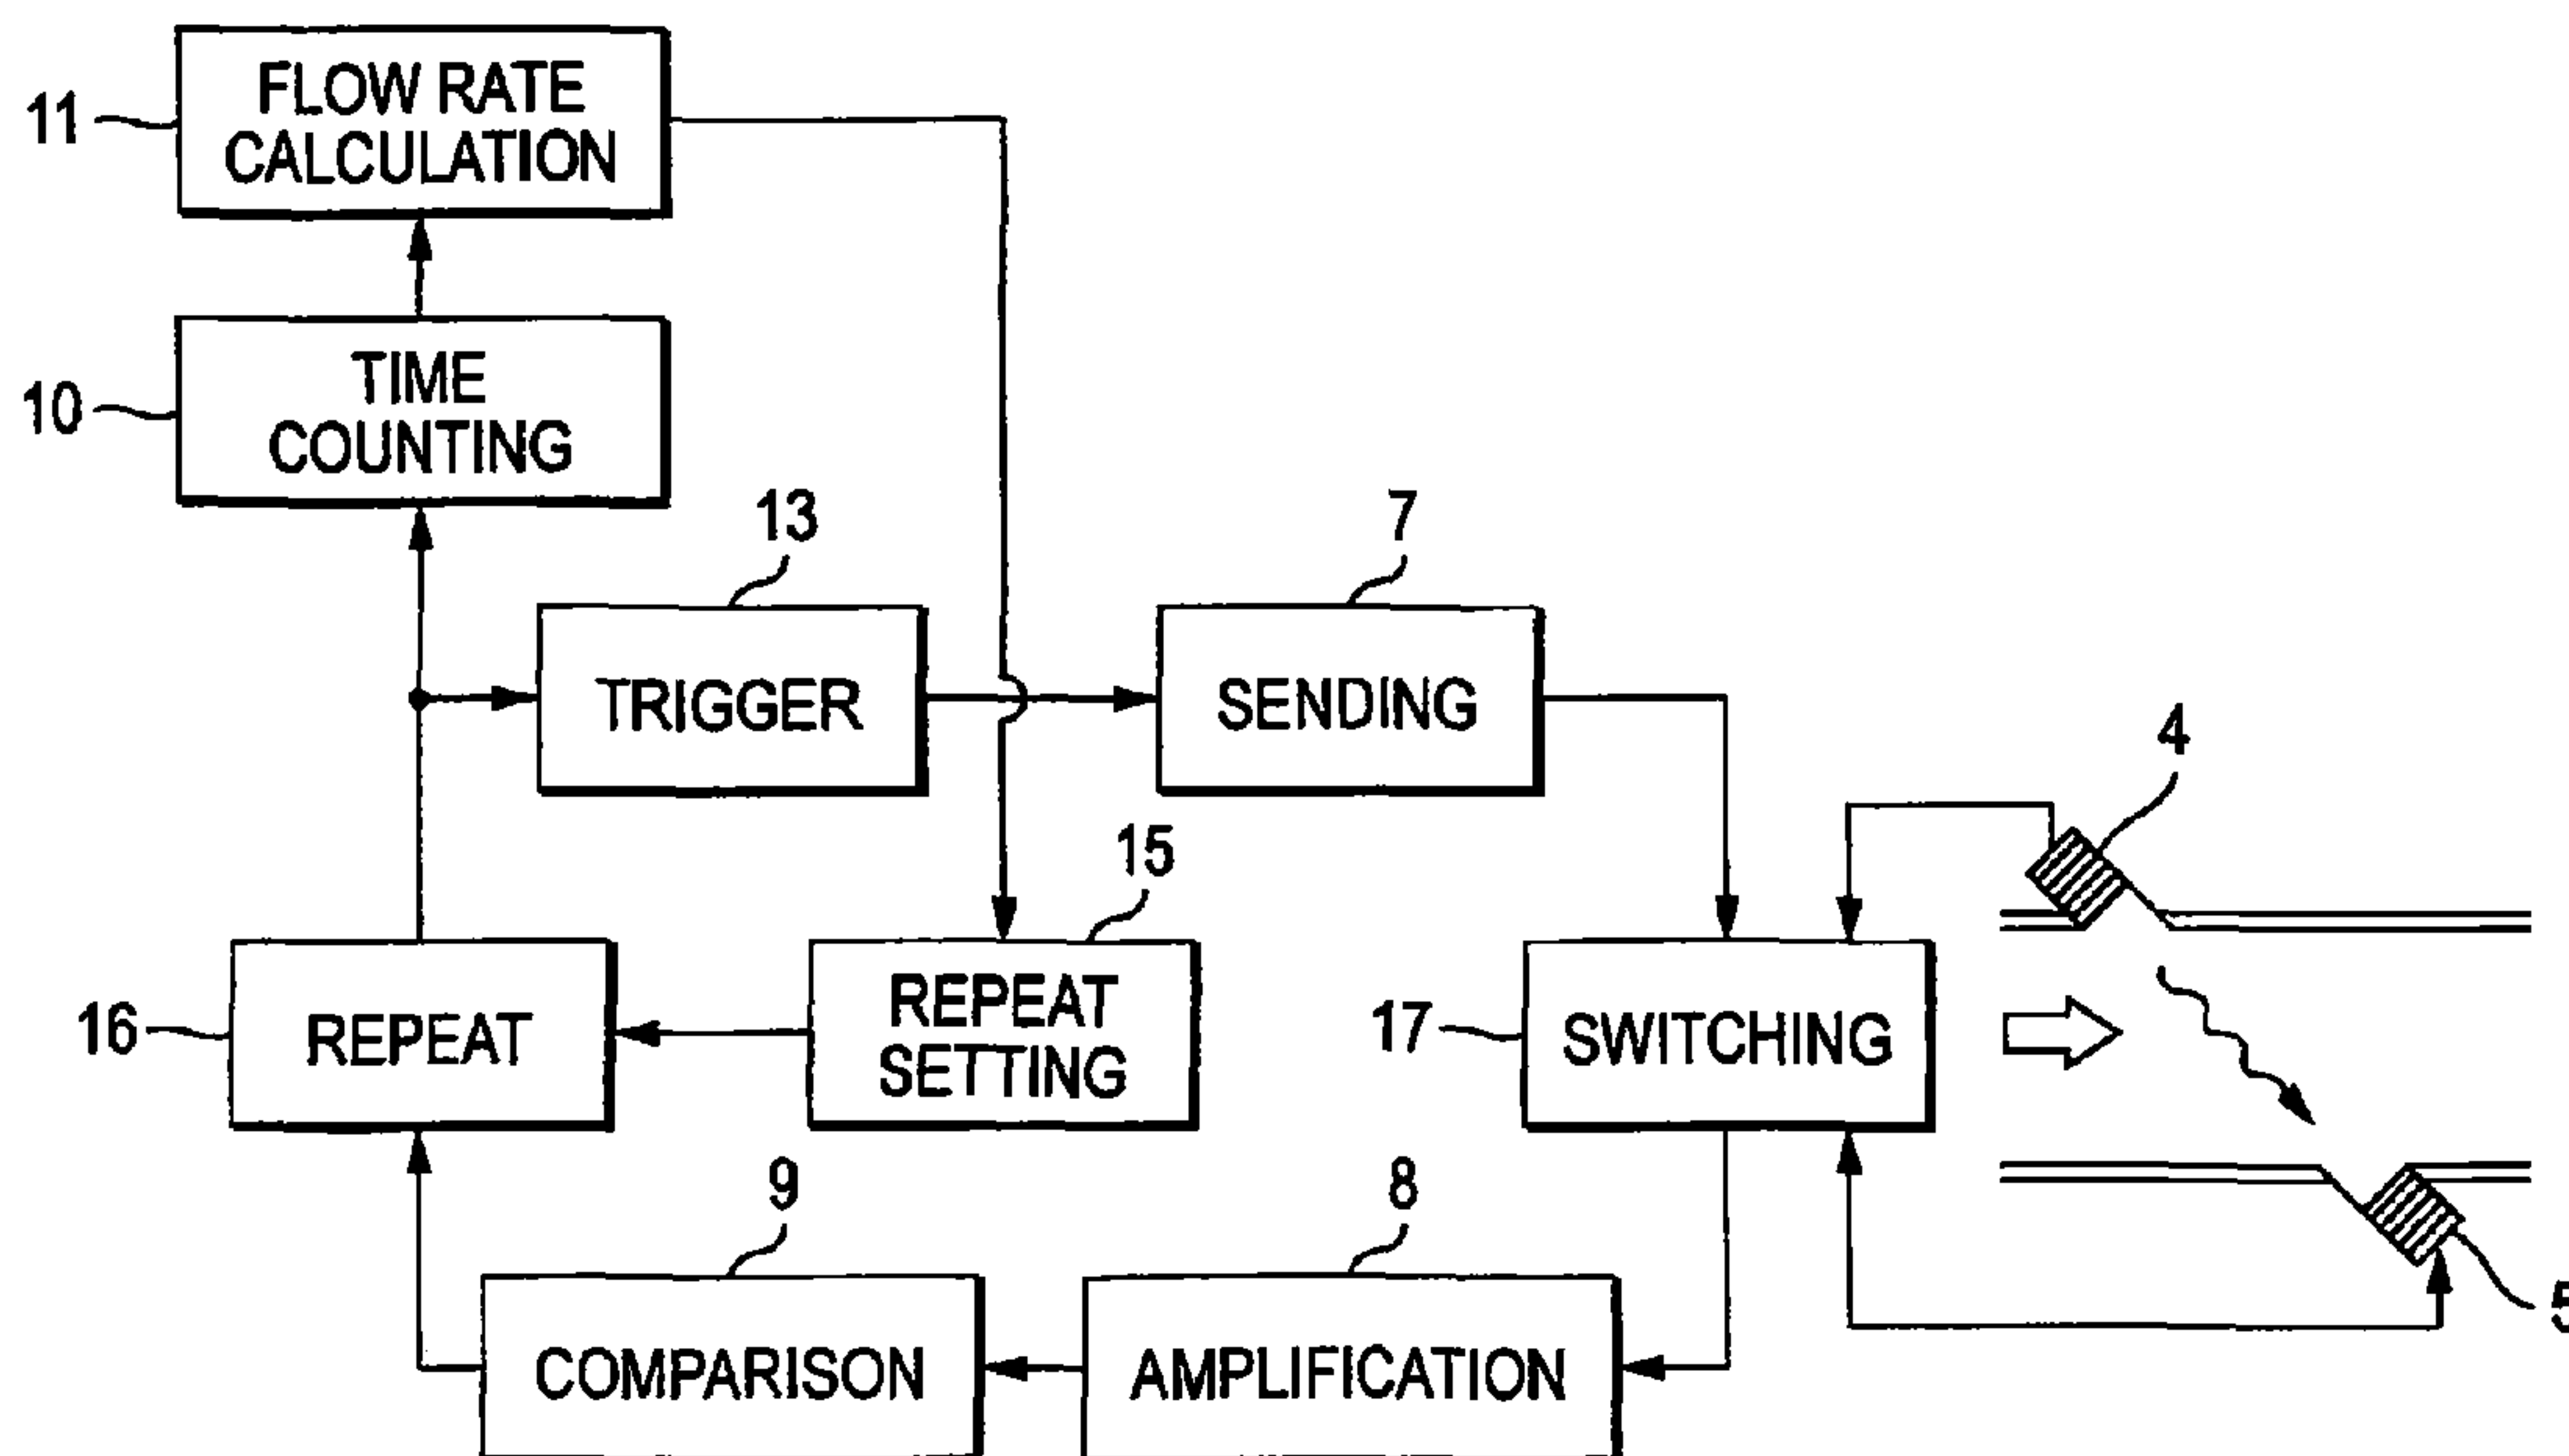 11
FLOW RATE
CALCULATION
10
TIME
COUNTING
13
TRIGGER
7
SENDING
4
15
16
REPEAT
REPEAT
SETTING
17
SWITCHING
9
COMPARISON
8
AMPLIFICATION
5